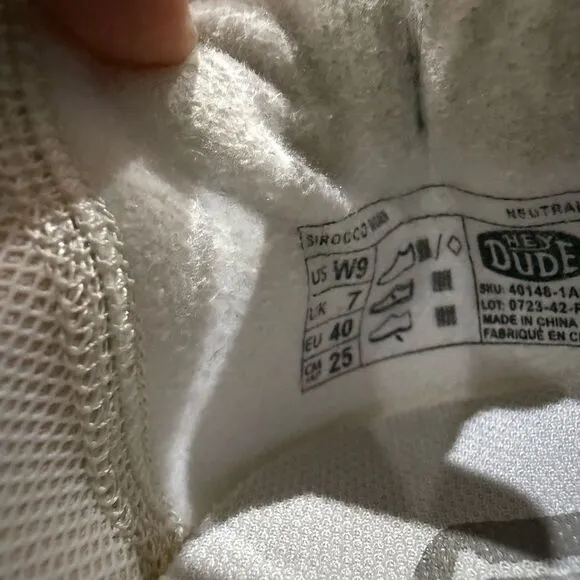 SIROCCO
NEUTRAL
US W9
UK 7
EU 40
CM 25
HEY
DUDE
SKU: 40148-1A
LOT: 0723-42-
MADE IN CHINA
FABRIQUÉ EN C